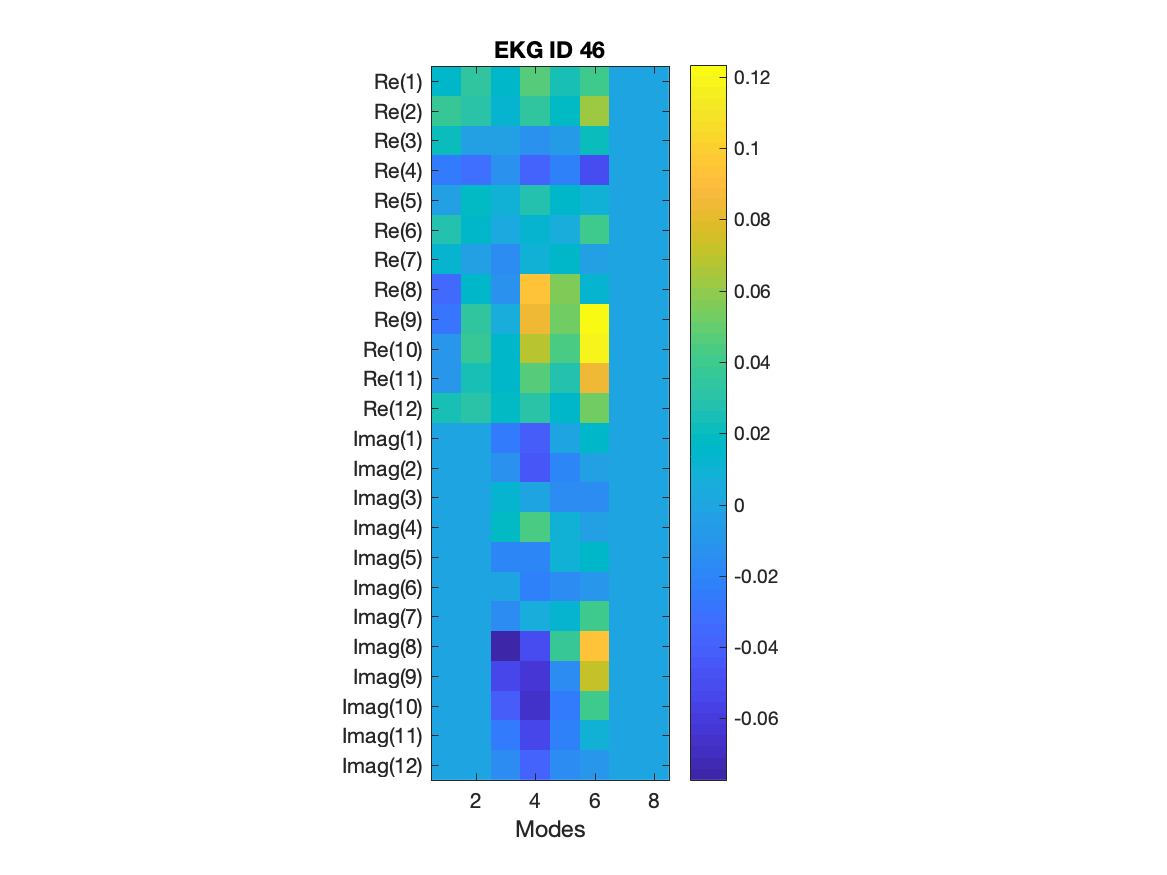 EKG ID 46
Re(1)
Re(2)
Re(3)
Re(4)
Re(5)
Re(6)
Re(7)
Re(8)
Re(9)
Re(10)
Re(11)
Re(12)
Imag(1)
Imag(2)
Imag(3)
Imag(4)
Imag(5)
Imag(6)
Imag(7)
Imag(8)
Imag(9)
Imag(10)
Imag(11)
Imag(12)
2 4 6 8
Modes
0.12
0.1
0.08
0.06
0.04
0.02
0
-0.02
-0.04
-0.06